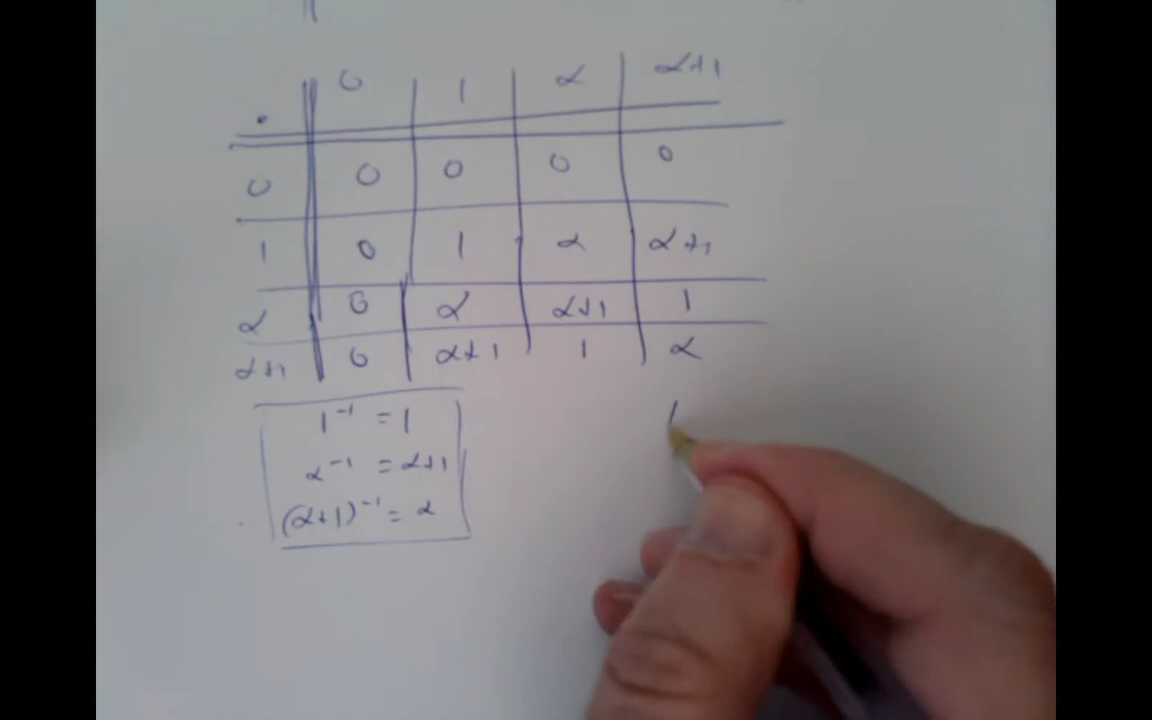 · 0 1 α α+1
0 0 0 0 0
1 0 1 α α+1
α 0 α α+1 1
α+1 0 α+1 1 α
1⁻¹ = 1
α⁻¹ = α+1
(α+1)⁻¹ = α